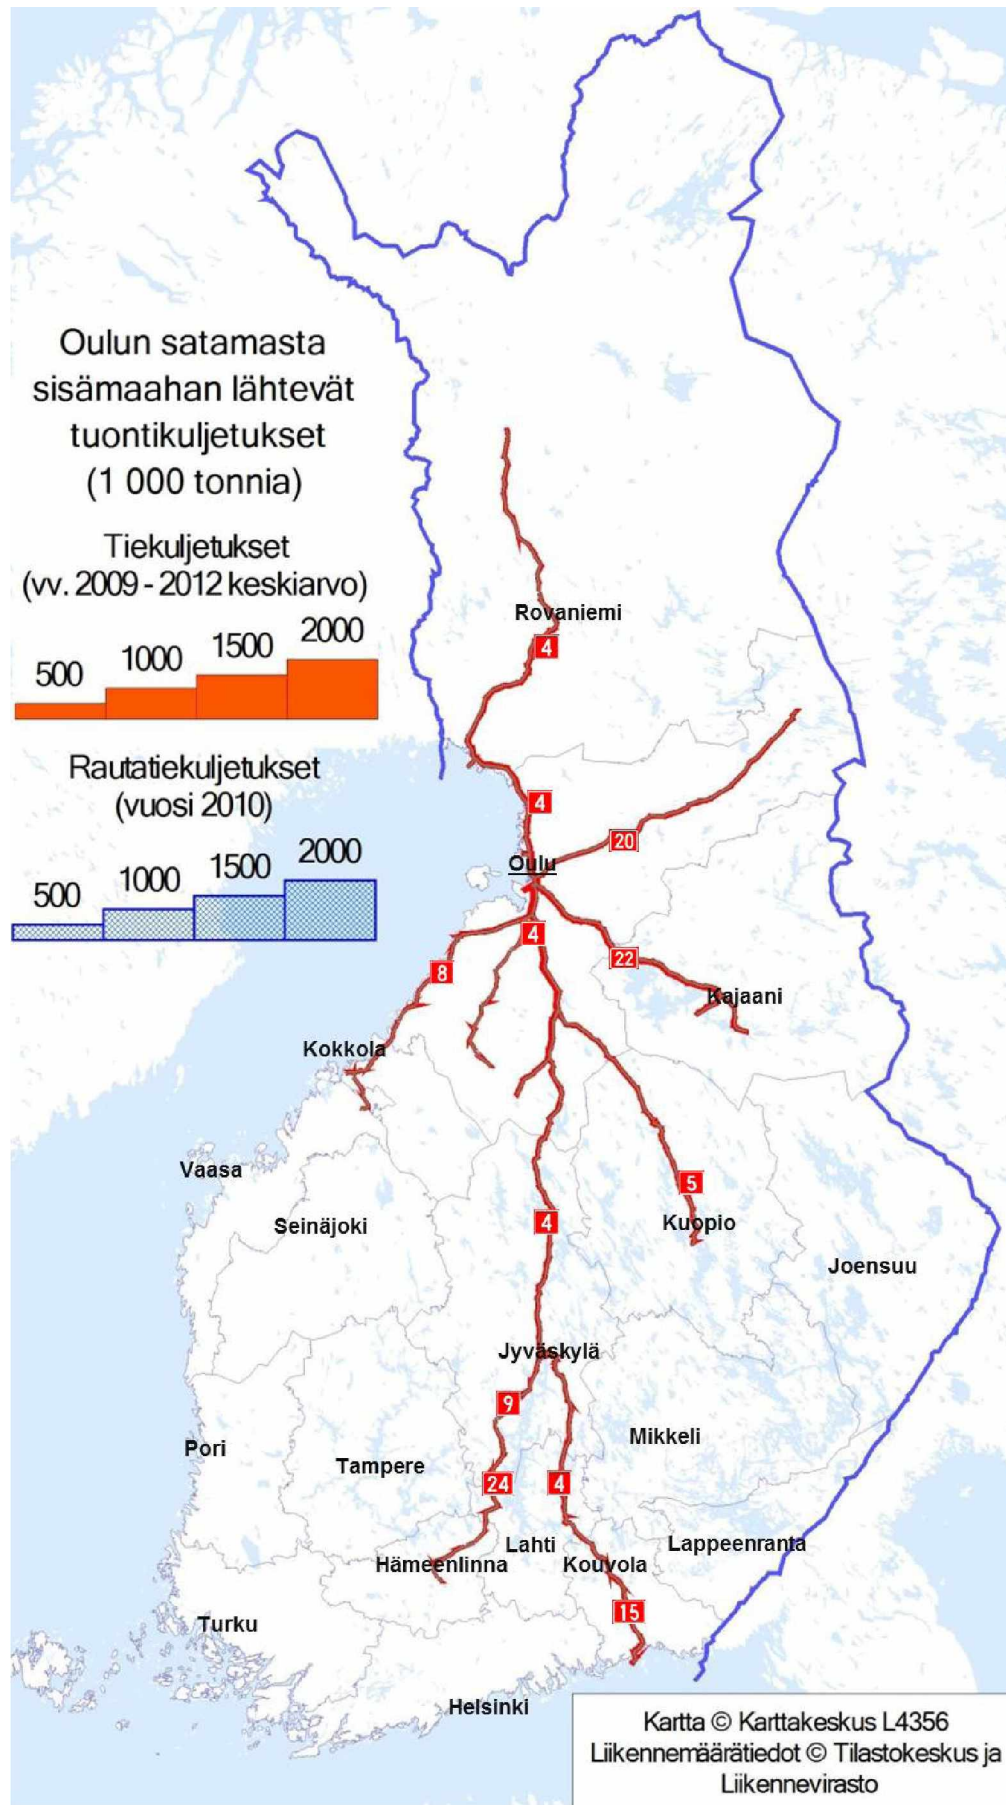 Oulun satamasta
sisämaahan lähtevät
tuontikuljetukset
(1 000 tonnia)
Tiekuljetukset
(vv. 2009 - 2012 keskiarvo)
500 1000 1500 2000
Rautatiekuljetukset
(vuosi 2010)
500 1000 1500 2000
Rovaniemi
4
4
20
Oulu
4
22
8
Kajaani
Kokkola
Vaasa
5
Seinäjoki
4
Kuopio
Joensuu
Jyväskylä
9
Pori
Mikkeli
Tampere
24
4
Lahti
Lappeenranta
Hämeenlinna
Kouvola
15
Turku
Helsinki
Kartta © Karttakeskus L4356
Liikennemäärätiedot © Tilastokeskus ja
Liikennevirasto